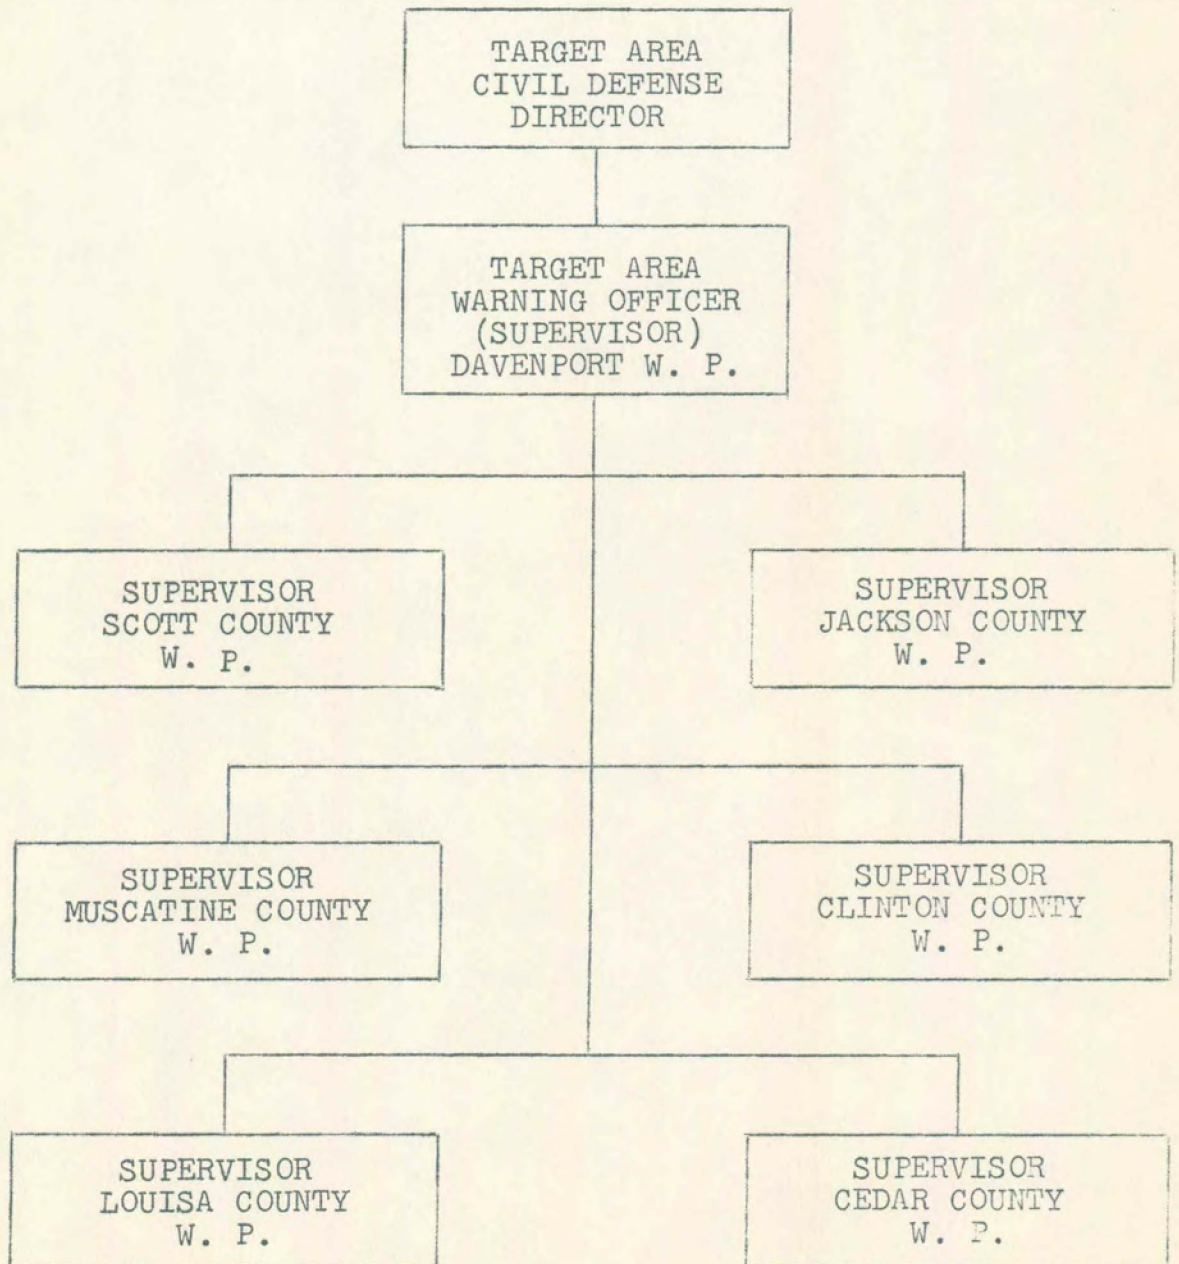 TARGET AREA
CIVIL DEFENSE
DIRECTOR
TARGET AREA
WARNING OFFICER
(SUPERVISOR)
DAVENPORT W. P.
SUPERVISOR
SCOTT COUNTY
W. P.
SUPERVISOR
JACKSON COUNTY
W. P.
SUPERVISOR
MUSCATINE COUNTY
W. P.
SUPERVISOR
CLINTON COUNTY
W. P.
SUPERVISOR
LOUISA COUNTY
W. P.
SUPERVISOR
CEDAR COUNTY
W. P.